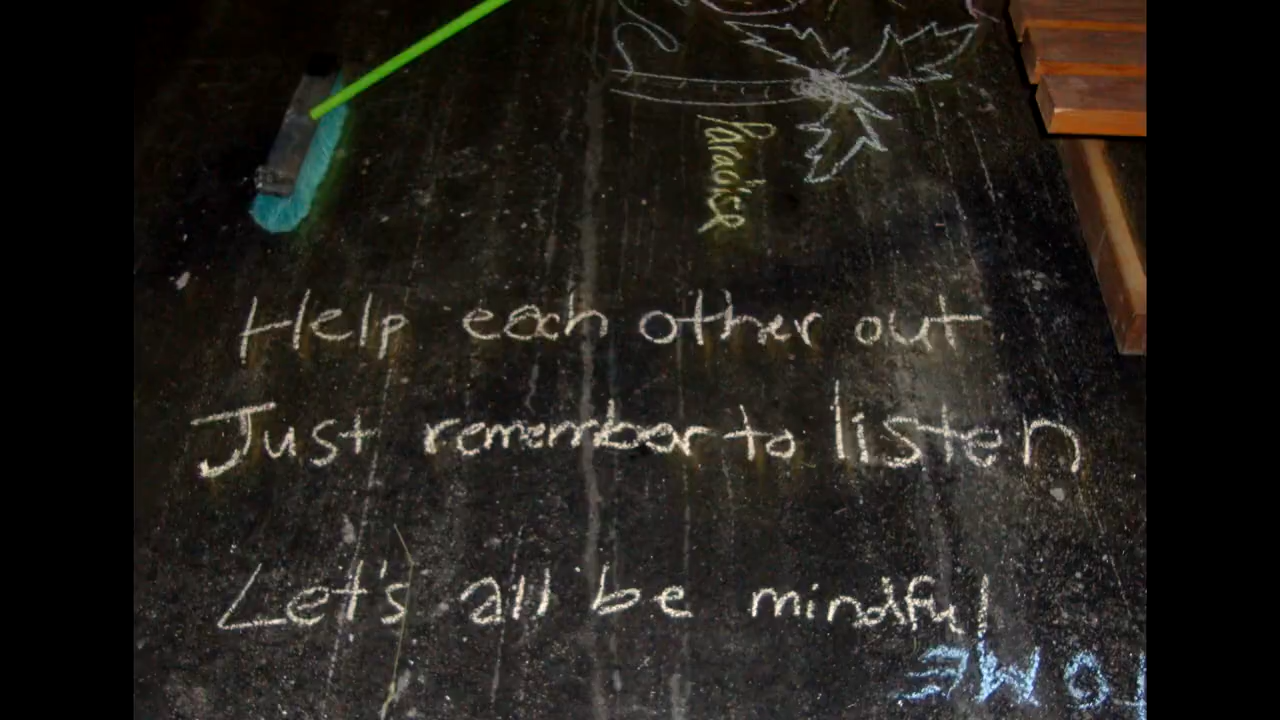 Paradise
Help each other out
Just remember to listen
Let's all be mindful